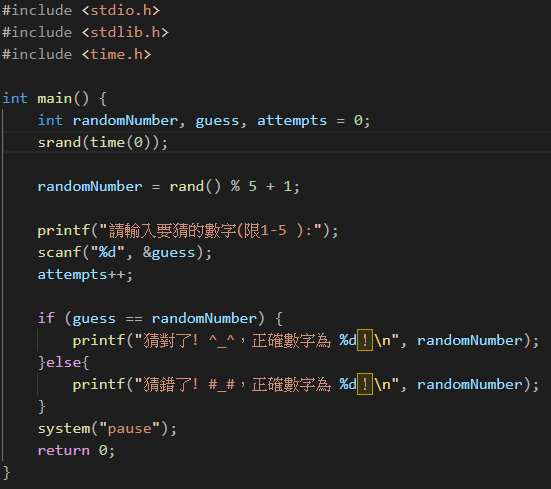 #include <stdio.h>
#include <stdlib.h>
#include <time.h>

int main() {
    int randomNumber, guess, attempts = 0;
    srand(time(0));

    randomNumber = rand() % 5 + 1;

    printf("請輸入要猜的數字(限1-5 ):");
    scanf("%d", &guess);
    attempts++;

    if (guess == randomNumber) {
        printf("猜對了! ^_^，正確數字為 %d！\n", randomNumber);
    }else{
        printf("猜錯了! #_#，正確數字為 %d！\n", randomNumber);
    }
    system("pause");
    return 0;
}